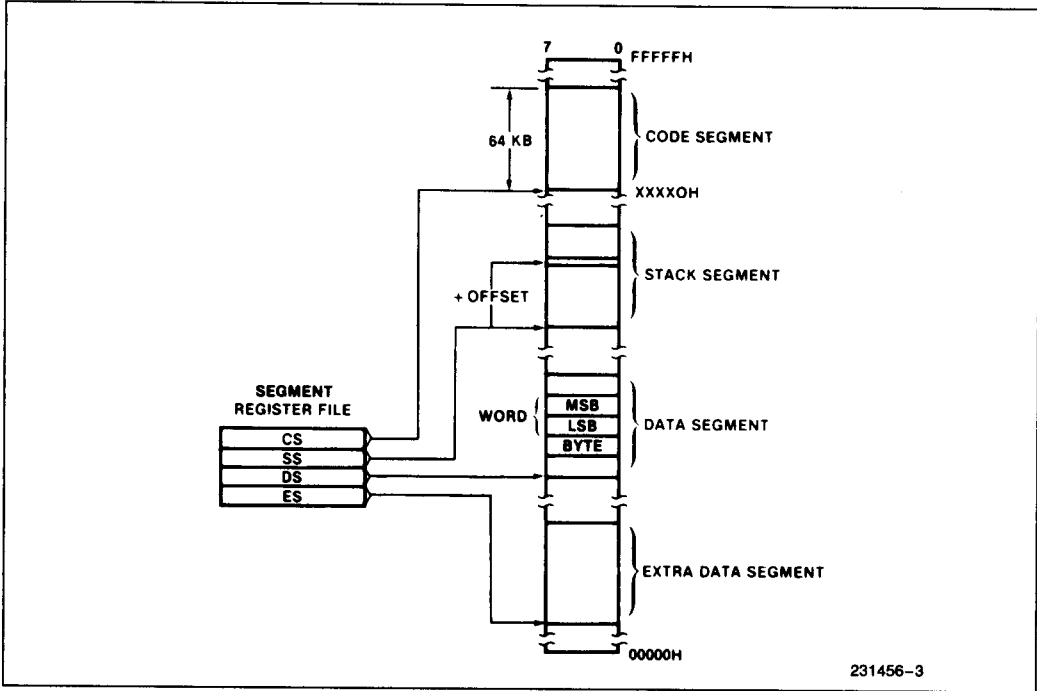 7 0
FFFFFH
64 KB
CODE SEGMENT
XXXXOH
STACK SEGMENT
+ OFFSET
SEGMENT
REGISTER FILE
CS
SS
DS
ES
WORD
MSB
LSB
BYTE
DATA SEGMENT
EXTRA DATA SEGMENT
00000H
231456-3